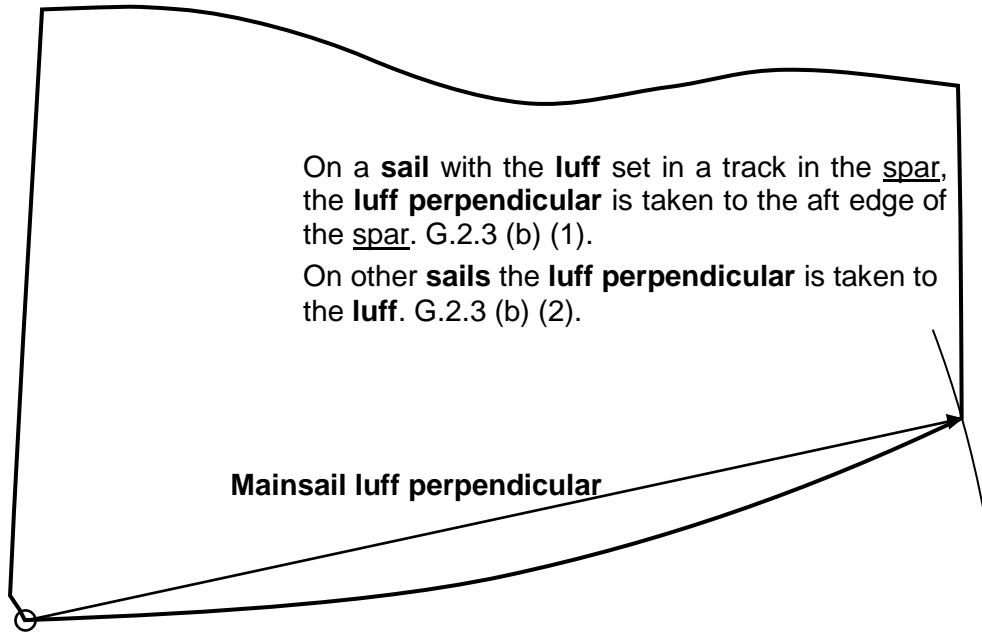 On a sail with the luff set in a track in the spar,
the luff perpendicular is taken to the aft edge of
the spar. G.2.3 (b) (1).
On other sails the luff perpendicular is taken to
the luff. G.2.3 (b) (2).
Mainsail luff perpendicular